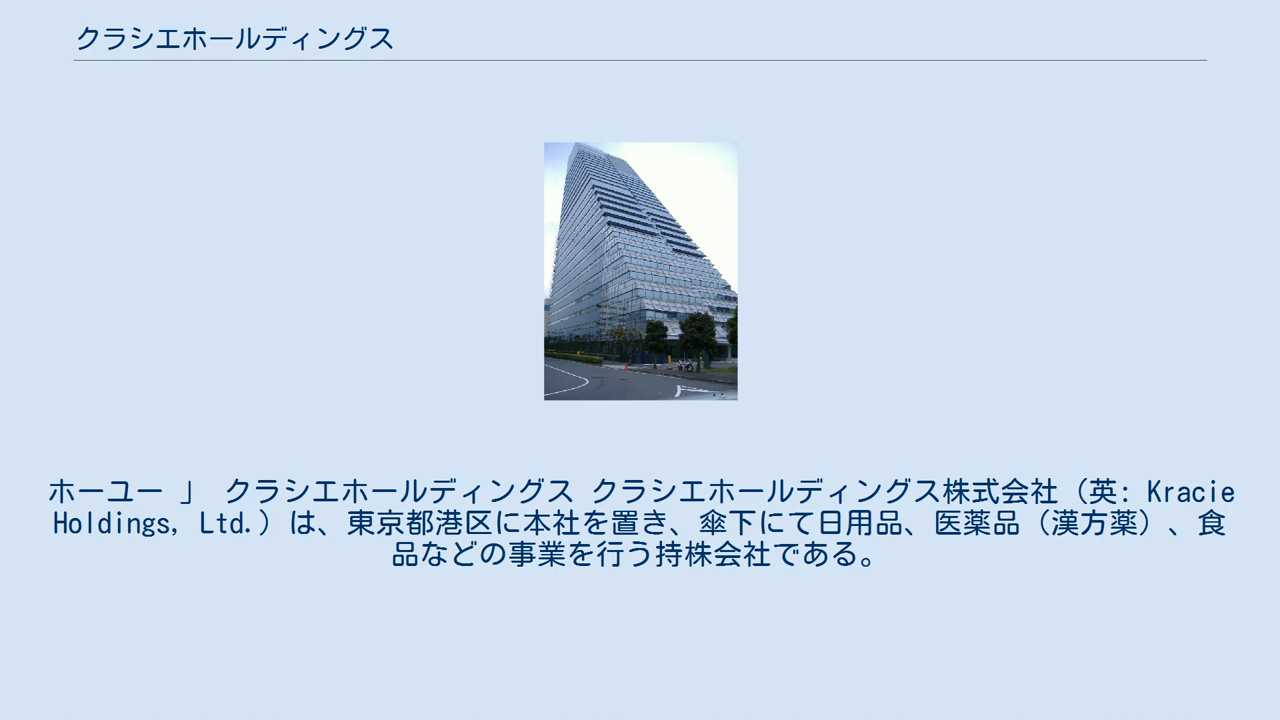 クラシエホールディングス
ホーユー 」 クラシエホールディングス クラシエホールディングス株式会社（英: Kracie
Holdings, Ltd.）は、東京都港区に本社を置き、傘下にて日用品、医薬品（漢方薬）、食
品などの事業を行う持株会社である。